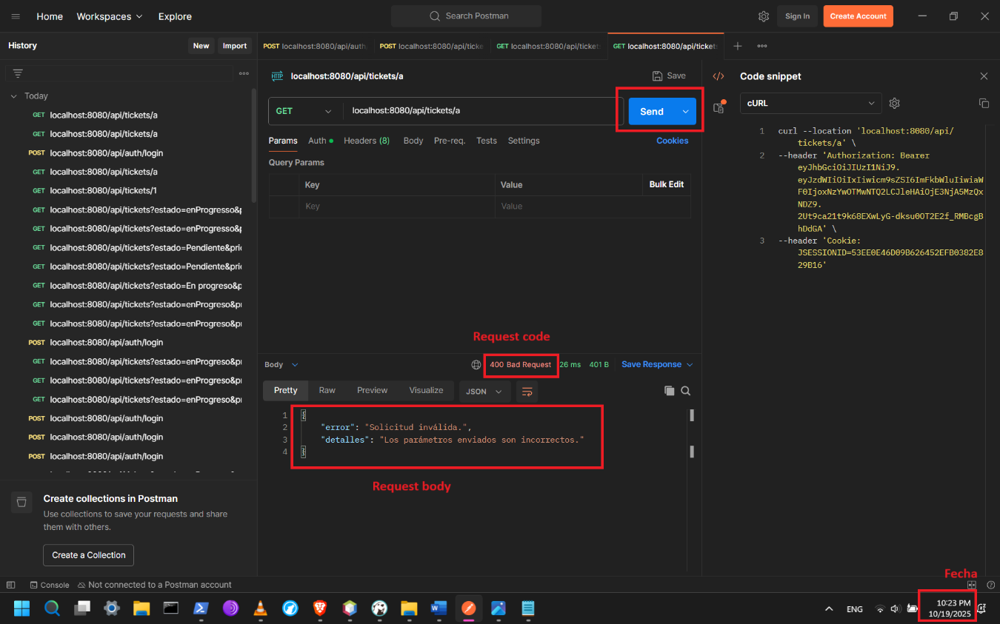 Home
Workspaces
Explore
Search Postman
Sign In
Create Account
History
New
Import
POST localhost:8080/api/auth
POST localhost:8080/api/ticke
GET localhost:8080/api/ticket
GET localhost:8080/api/tickets
Today
GET localhost:8080/api/tickets/a
GET localhost:8080/api/tickets/a
POST localhost:8080/api/auth/login
GET localhost:8080/api/tickets/a
GET localhost:8080/api/tickets/1
GET localhost:8080/api/tickets?estado=enProgresso&p
GET localhost:8080/api/tickets?estado=enProgresso&p
GET localhost:8080/api/tickets?estado=Pendiente&prio
GET localhost:8080/api/tickets?estado=Pendiente&prio
GET localhost:8080/api/tickets?estado=En progreso&p
GET localhost:8080/api/tickets?estado=enProgreso&pr
GET localhost:8080/api/tickets?estado=enProgreso&pr
POST localhost:8080/api/auth/login
GET localhost:8080/api/tickets?estado=enProgreso&pr
GET localhost:8080/api/tickets?estado=enProgreso&pr
GET localhost:8080/api/tickets?estado=enProgreso&pr
POST localhost:8080/api/auth/login
POST localhost:8080/api/auth/login
POST localhost:8080/api/auth/login
Create collections in Postman
Use collections to save your requests and share
them with others.
Create a Collection
HTTP localhost:8080/api/tickets/a
Save
GET localhost:8080/api/tickets/a
Send
Params Auth Headers (8) Body Pre-req. Tests Settings Cookies
Query Params
Key Value Bulk Edit
Key Value
Request code
Body 400 Bad Request 26 ms 401 B Save Response
Pretty Raw Preview Visualize JSON
1 {
2 "error": "Solicitud inválida.",
3 "detalles": "Los parámetros enviados son incorrectos."
4 }
Request body
</> Code snippet
cURL
1 curl --location 'localhost:8080/api/
tickets/a' \
2 --header 'Authorization: Bearer
eyJhbGciOiJIUzI1NiJ9.
eyJzdWIiOiIxIiwicm9sZSI6ImFkbWluIiwiaW
F0IjoxNzYwOTMwNTQ2LCJleHAiOjE3NjA5MzQx
NDZ9.
2Ut9ca21t9k68EXwLyG-dksu0OT2E2f_RMBcgB
hDdGA' \
3 --header 'Cookie:
JSESSIONID=53EE0E46D09B626452EFB0382E8
29B16'
Fecha
Console
Not connected to a Postman account
ENG
10:23 PM
10/19/2025